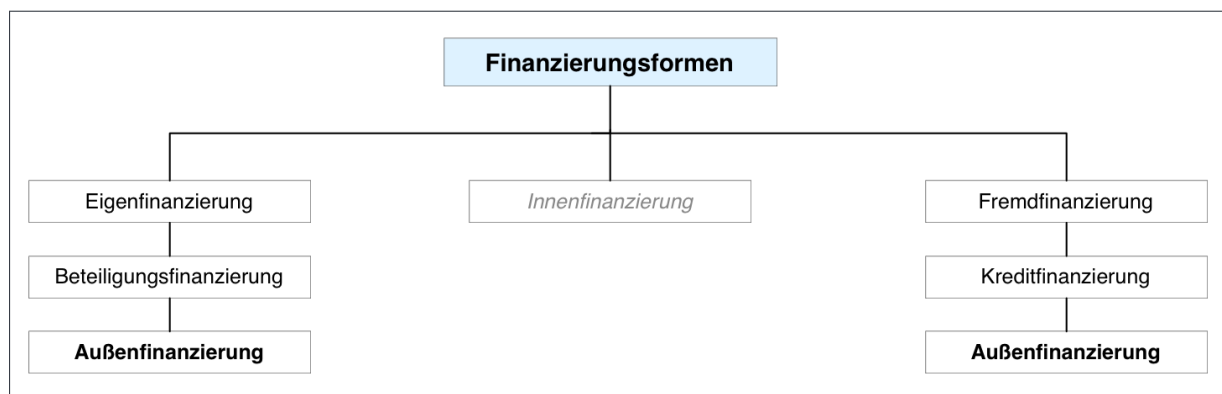 Finanzierungsformen
Eigenfinanzierung
Innenfinanzierung
Fremdfinanzierung
Beteiligungsfinanzierung
Kreditfinanzierung
Außenfinanzierung
Außenfinanzierung